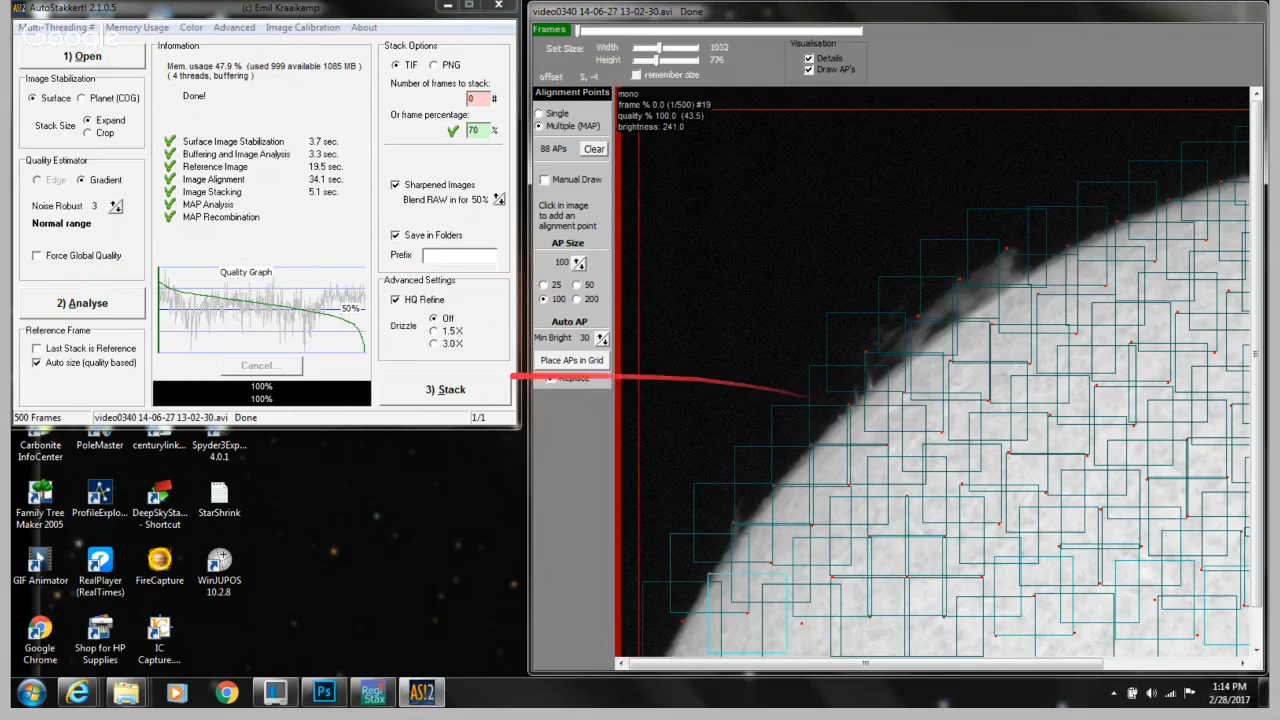 AutoStakkert! 2.1.0.5 (c) Emil Kraaikamp
Multi-Threading # Memory Usage Color Advanced Image Calibration About
Google
1) Open
Image Stabilization
Surface Planet (COG)
Stack Size
Expand
Crop
Quality Estimator
Edge Gradient
Noise Robust 3
Normal range
Force Global Quality
2) Analyse
Reference Frame
Last Stack is Reference
Auto size (quality based)
Information
Mem. usage 47.9 % (used 999 available 1085 MB)
( 4 threads, buffering )
Done!
Surface Image Stabilization 3.7 sec.
Buffering and Image Analysis 3.3 sec.
Reference Image 19.5 sec.
Image Alignment 34.1 sec.
Image Stacking 5.1 sec.
MAP Analysis
MAP Recombination
Quality Graph
50%
Cancel...
100%
100%
Stack Options
TIF PNG
Number of frames to stack:
0 #
Or frame percentage:
70 %
Sharpened Images
Blend RAW in for 50%
Save in Folders
Prefix
Advanced Settings
HQ Refine
Drizzle
Off
1.5 X
3.0 X
3) Stack
500 Frames video0340 14-06-27 13-02-30.avi Done 1/1
video0340 14-06-27 13-02-30.avi Done
Frames
Set Size: Width 1032
Height 776
offset 5, -4 remember size
Visualisation
Details
Draw AP's
Alignment Points
Single
Multiple (MAP)
88 APs Clear
Manual Draw
Click in image
to add an
alignment point
AP Size
100
25 50
100 200
Auto AP
Min Bright 30
Place APs in Grid
Replace
mono
frame % 0.0 (1/500) #19
quality % 100.0 (43.5)
brightness: 241.0
Carbonite InfoCenter
PoleMaster
centurylink...
Spyder3Exp... 4.0.1
Family Tree Maker 2005
ProfileExplo...
DeepSkySta... - Shortcut
StarShrink
GIF Animator
RealPlayer (RealTimes)
FireCapture
WinJUPOS 10.2.8
Google Chrome
Shop for HP Supplies
IC Capture....
Ps
Regi Stax
AS!2
1:14 PM
2/28/2017